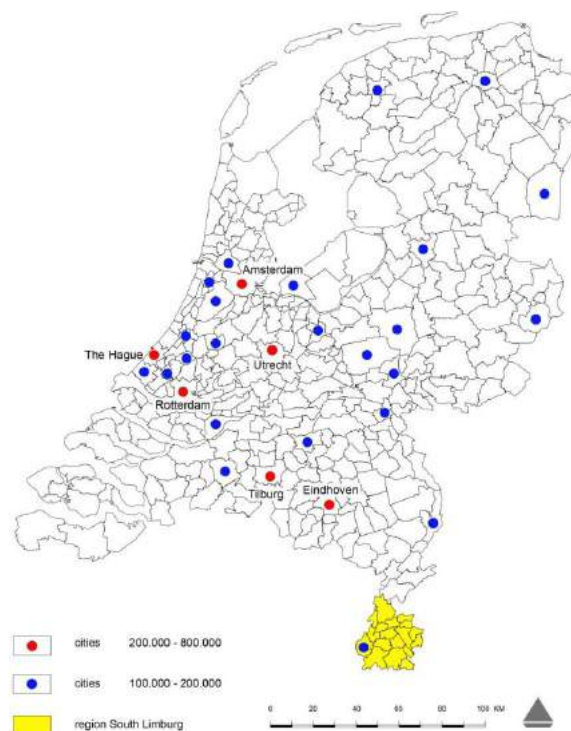 Amsterdam
The Hague
Utrecht
Rotterdam
Tilburg
Eindhoven
cities 200.000 - 800.000
cities 100.000 - 200.000
region South Limburg
0 20 40 60 80 100 KM